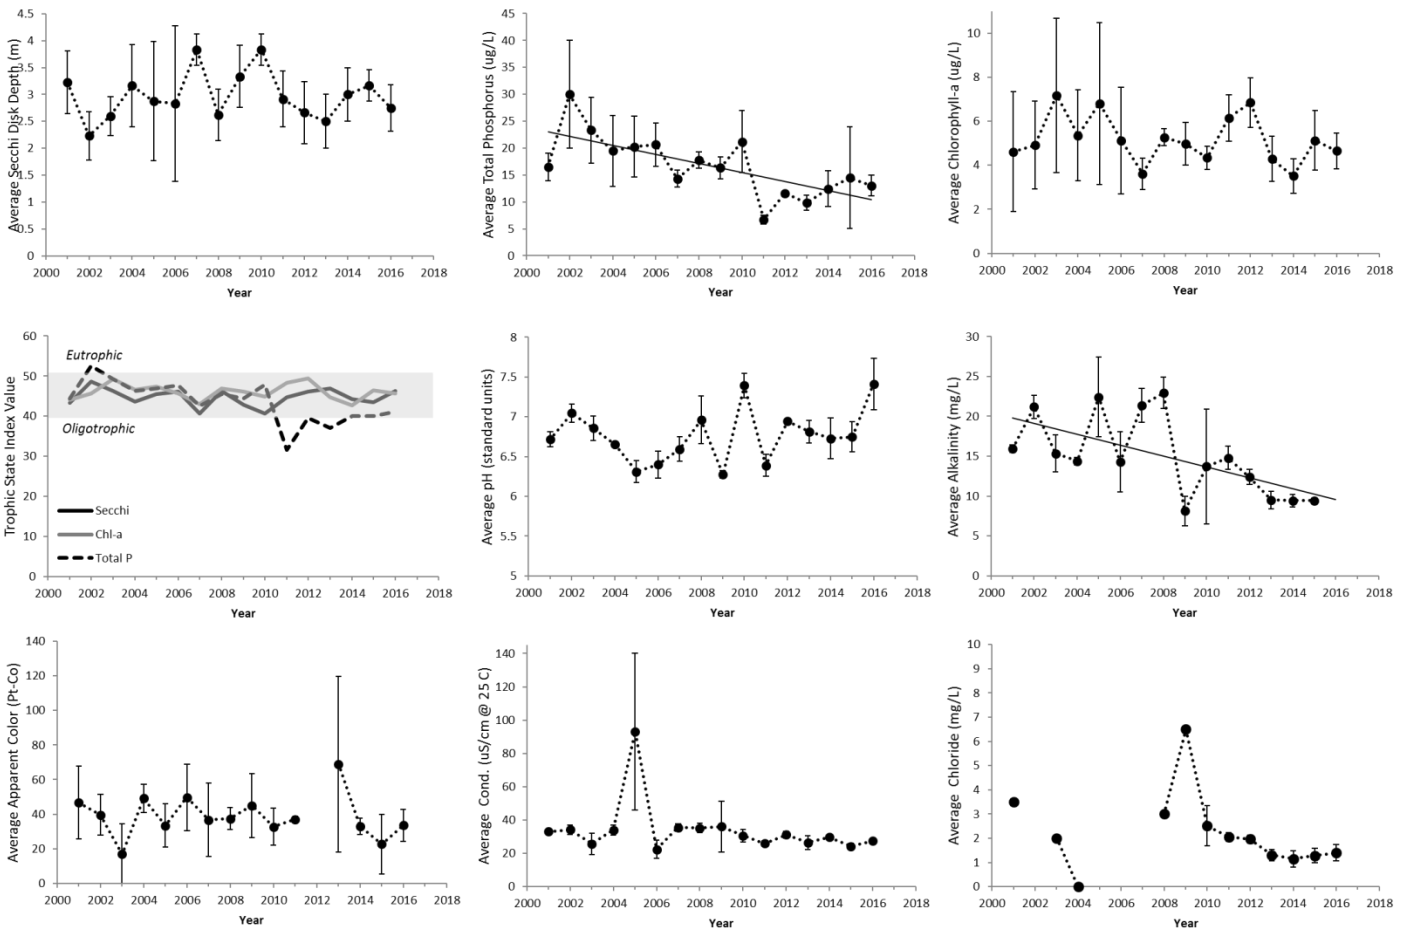 Average Secchi Disk Depth (m)
4.5
4
3.5
3
2.5
2
1.5
1
0.5
0
2000 2002 2004 2006 2008 2010 2012 2014 2016 2018
Year
Average Total Phosphorus (ug/L)
45
40
35
30
25
20
15
10
5
0
2000 2002 2004 2006 2008 2010 2012 2014 2016 2018
Year
Average Chlorophyll-a (ug/L)
10
8
6
4
2
0
2000 2002 2004 2006 2008 2010 2012 2014 2016 2018
Year
Trophic State Index Value
60
50
40
30
20
10
0
Eutrophic
Oligotrophic
Secchi
Chl-a
Total P
2000 2002 2004 2006 2008 2010 2012 2014 2016 2018
Year
Average pH (standard units)
8
7.5
7
6.5
6
5.5
5
2000 2002 2004 2006 2008 2010 2012 2014 2016 2018
Year
Average Alkalinity (mg/L)
30
25
20
15
10
5
0
2000 2002 2004 2006 2008 2010 2012 2014 2016 2018
Year
Average Apparent Color (Pt-Co)
140
120
100
80
60
40
20
0
2000 2002 2004 2006 2008 2010 2012 2014 2016 2018
Year
Average Cond. (uS/cm @ 25 C)
140
120
100
80
60
40
20
0
2000 2002 2004 2006 2008 2010 2012 2014 2016 2018
Year
Average Chloride (mg/L)
10
9
8
7
6
5
4
3
2
1
0
2000 2002 2004 2006 2008 2010 2012 2014 2016 2018
Year